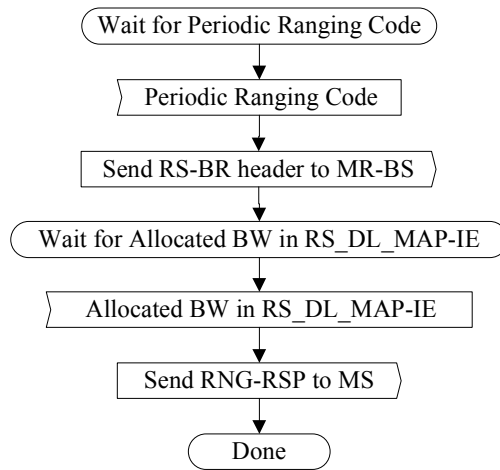 Wait for Periodic Ranging Code
Periodic Ranging Code
Send RS-BR header to MR-BS
Wait for Allocated BW in RS_DL_MAP-IE
Allocated BW in RS_DL_MAP-IE
Send RNG-RSP to MS
Done